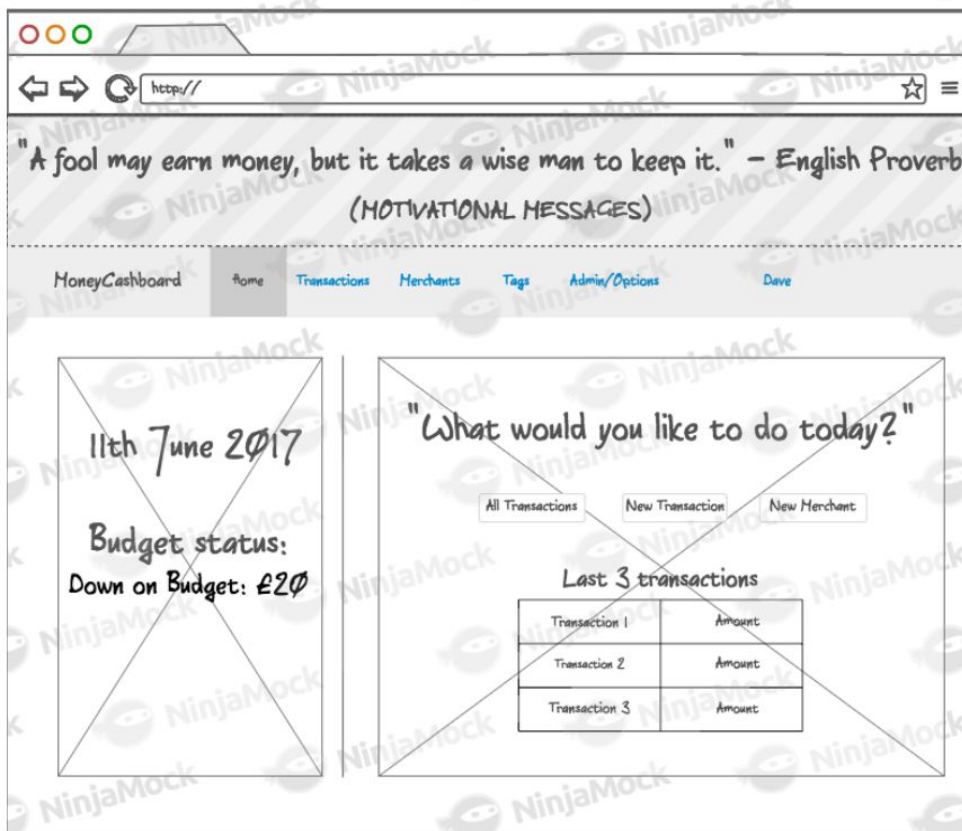 http://
"A fool may earn money, but it takes a wise man to keep it." - English Proverb
(MOTIVATIONAL MESSAGES)
MoneyCashboard Home Transactions Merchants Tags Admin/Options Dave
11th June 2017
Budget status:
Down on Budget: £20
"What would you like to do today?"
All Transactions New Transaction New Merchant
Last 3 transactions
Transaction 1 Amount
Transaction 2 Amount
Transaction 3 Amount
NinjaMock